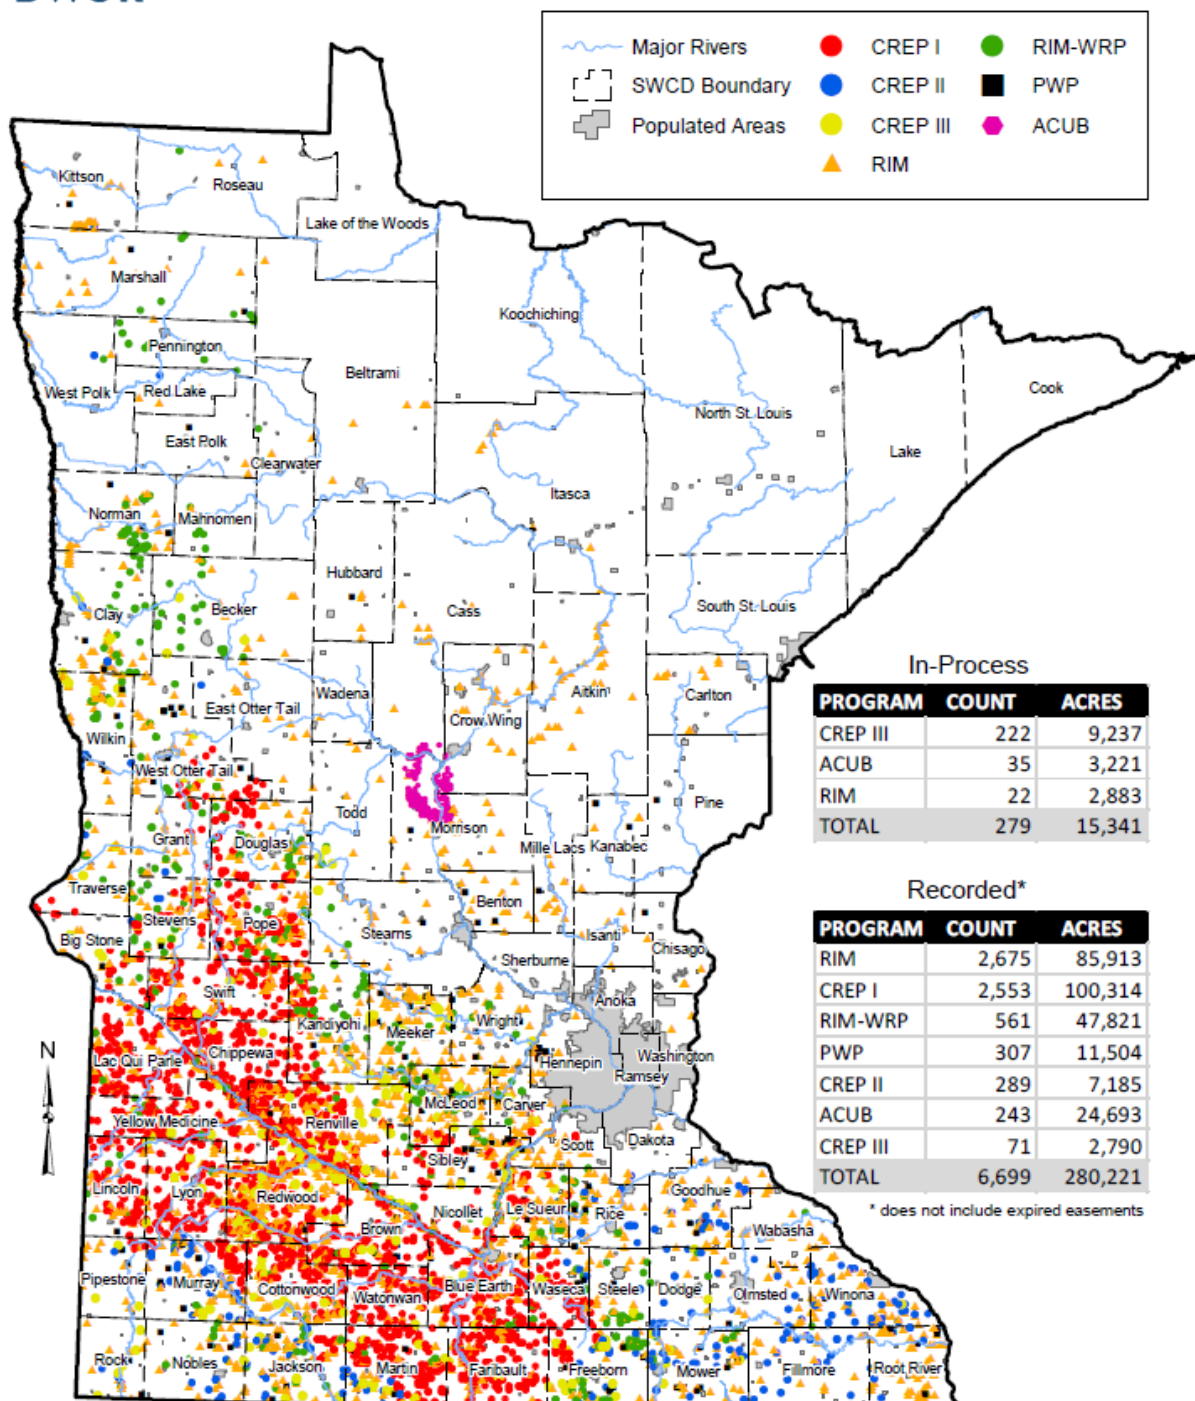 Major Rivers
CREP I
RIM-WRP
SWCD Boundary
CREP II
PWP
Populated Areas
CREP III
ACUB
RIM
Kittson
Roseau
Lake of the Woods
Marshall
Koochiching
Pennington
Beltrami
West Polk
Red Lake
Cook
North St. Louis
East Polk
Lake
Clearwater
Itasca
Norman
Mahnomen
Hubbard
Clay
Becker
Cass
South St. Louis
Wadena
Aitkin
Carlton
East Otter Tail
Crow Wing
Wilkin
West Otter Tail
Todd
Pine
Morrison
Grant
Douglas
Mille Lacs
Kanabec
Traverse
Stevens
Pope
Benton
Big Stone
Stearns
Isanti
Chisago
Sherburne
Swift
Anoka
Kandiyohi
Meeker
Wright
Lac Qui Parle
Chippewa
Hennepin
Washington
Ramsey
McLeod
Carver
Yellow Medicine
Renville
Scott
Dakota
Sibley
Lincoln
Lyon
Redwood
Goodhue
Nicollet
Le Sueur
Rice
Brown
Wabasha
Pipestone
Murray
Cottonwood
Watonwan
Blue Earth
Waseca
Steele
Dodge
Olmsted
Winona
Rock
Nobles
Jackson
Martin
Faribault
Freeborn
Mower
Fillmore
Root River
N
In-Process
PROGRAM COUNT ACRES
CREP III 222 9,237
ACUB 35 3,221
RIM 22 2,883
TOTAL 279 15,341
Recorded*
PROGRAM COUNT ACRES
RIM 2,675 85,913
CREP I 2,553 100,314
RIM-WRP 561 47,821
PWP 307 11,504
CREP II 289 7,185
ACUB 243 24,693
CREP III 71 2,790
TOTAL 6,699 280,221
* does not include expired easements